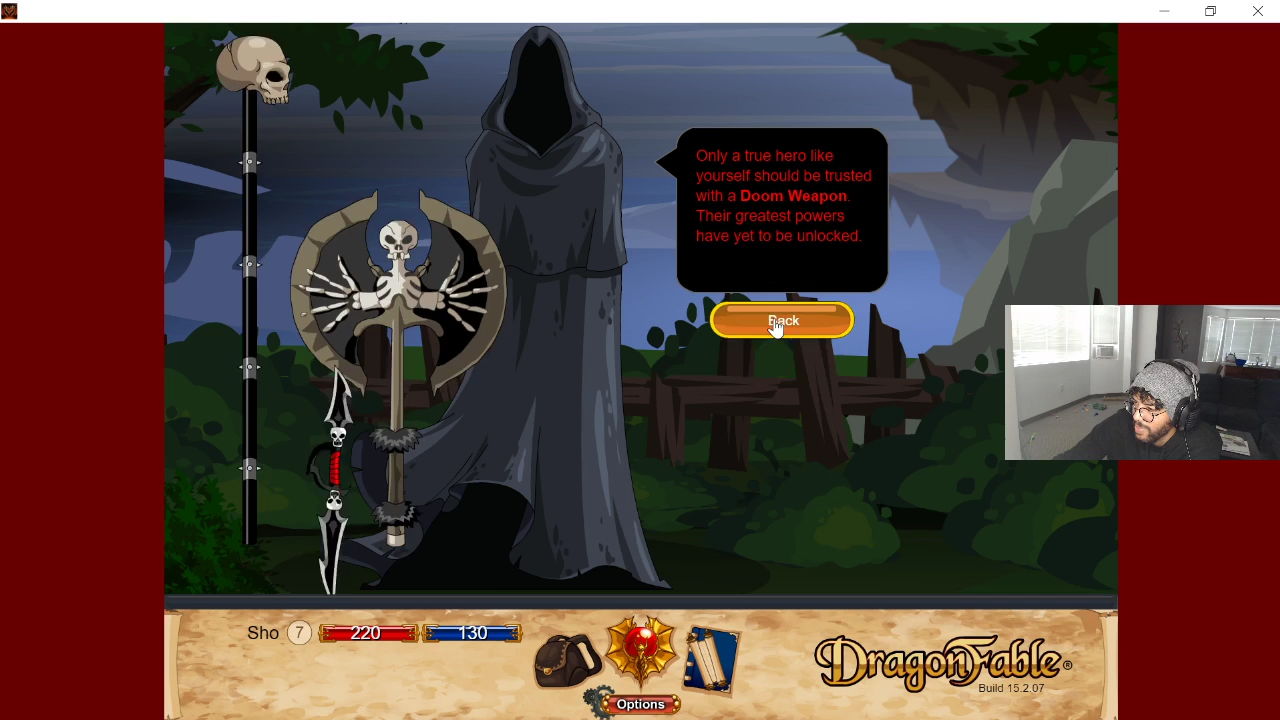 Only a true hero like
yourself should be trusted
with a Doom Weapon.
Their greatest powers
have yet to be unlocked.
Back
Sho 7 220 130
DragonFable®
Build 15.2.07
Options